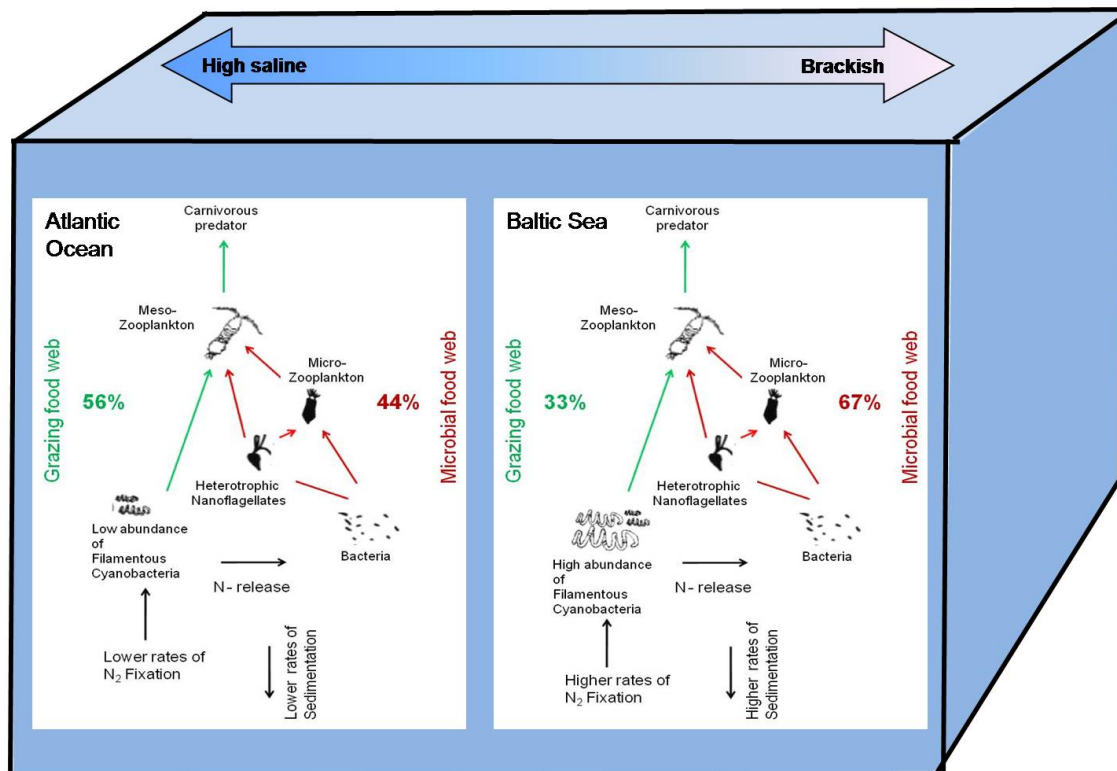 High saline
Brackish
Atlantic
Ocean
Carnivorous
predator
Meso-
Zooplankton
Micro-
Zooplankton
Grazing food web
56%
44%
Microbial food web
Heterotrophic
Nanoflagellates
Low abundance
of
Filamentous
Cyanobacteria
Bacteria
N- release
Lower rates of
N₂ Fixation
Lower rates of
Sedimentation
Baltic Sea
Carnivorous
predator
Meso-
Zooplankton
Micro-
Zooplankton
Grazing food web
33%
67%
Microbial food web
Heterotrophic
Nanoflagellates
High abundance
of
Filamentous
Cyanobacteria
Bacteria
N- release
Higher rates of
N₂ Fixation
Higher rates of
Sedimentation